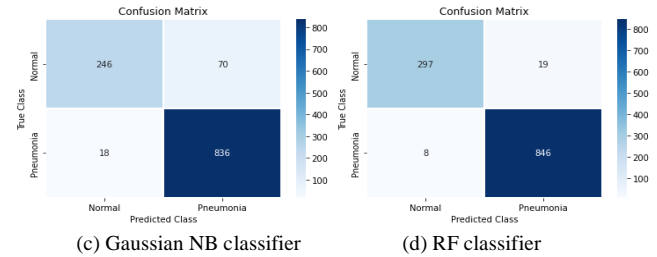 Confusion Matrix
True Class
Normal
Pneumonia
246 70
18 836
Normal Pneumonia
Predicted Class
800
700
600
500
400
300
200
100
(c) Gaussian NB classifier
Confusion Matrix
True Class
Normal
Pneumonia
297 19
8 846
Normal Pneumonia
Predicted Class
800
700
600
500
400
300
200
100
(d) RF classifier